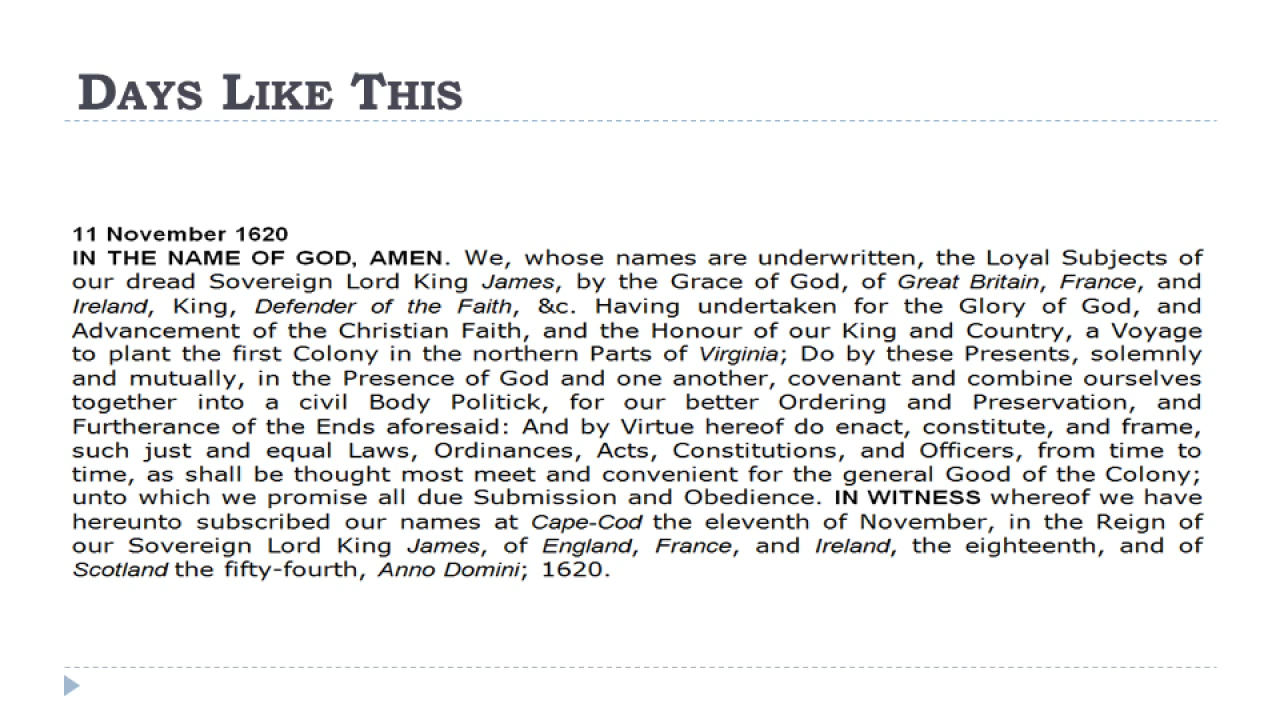 DAYS LIKE THIS
11 November 1620
IN THE NAME OF GOD, AMEN. We, whose names are underwritten, the Loyal Subjects of
our dread Sovereign Lord King James, by the Grace of God, of Great Britain, France, and
Ireland, King, Defender of the Faith, &c. Having undertaken for the Glory of God, and
Advancement of the Christian Faith, and the Honour of our King and Country, a Voyage
to plant the first Colony in the northern Parts of Virginia; Do by these Presents, solemnly
and mutually, in the Presence of God and one another, covenant and combine ourselves
together into a civil Body Politick, for our better Ordering and Preservation, and
Furtherance of the Ends aforesaid: And by Virtue hereof do enact, constitute, and frame,
such just and equal Laws, Ordinances, Acts, Constitutions, and Officers, from time to
time, as shall be thought most meet and convenient for the general Good of the Colony;
unto which we promise all due Submission and Obedience. IN WITNESS whereof we have
hereunto subscribed our names at Cape-Cod the eleventh of November, in the Reign of
our Sovereign Lord King James, of England, France, and Ireland, the eighteenth, and of
Scotland the fifty-fourth, Anno Domini; 1620.